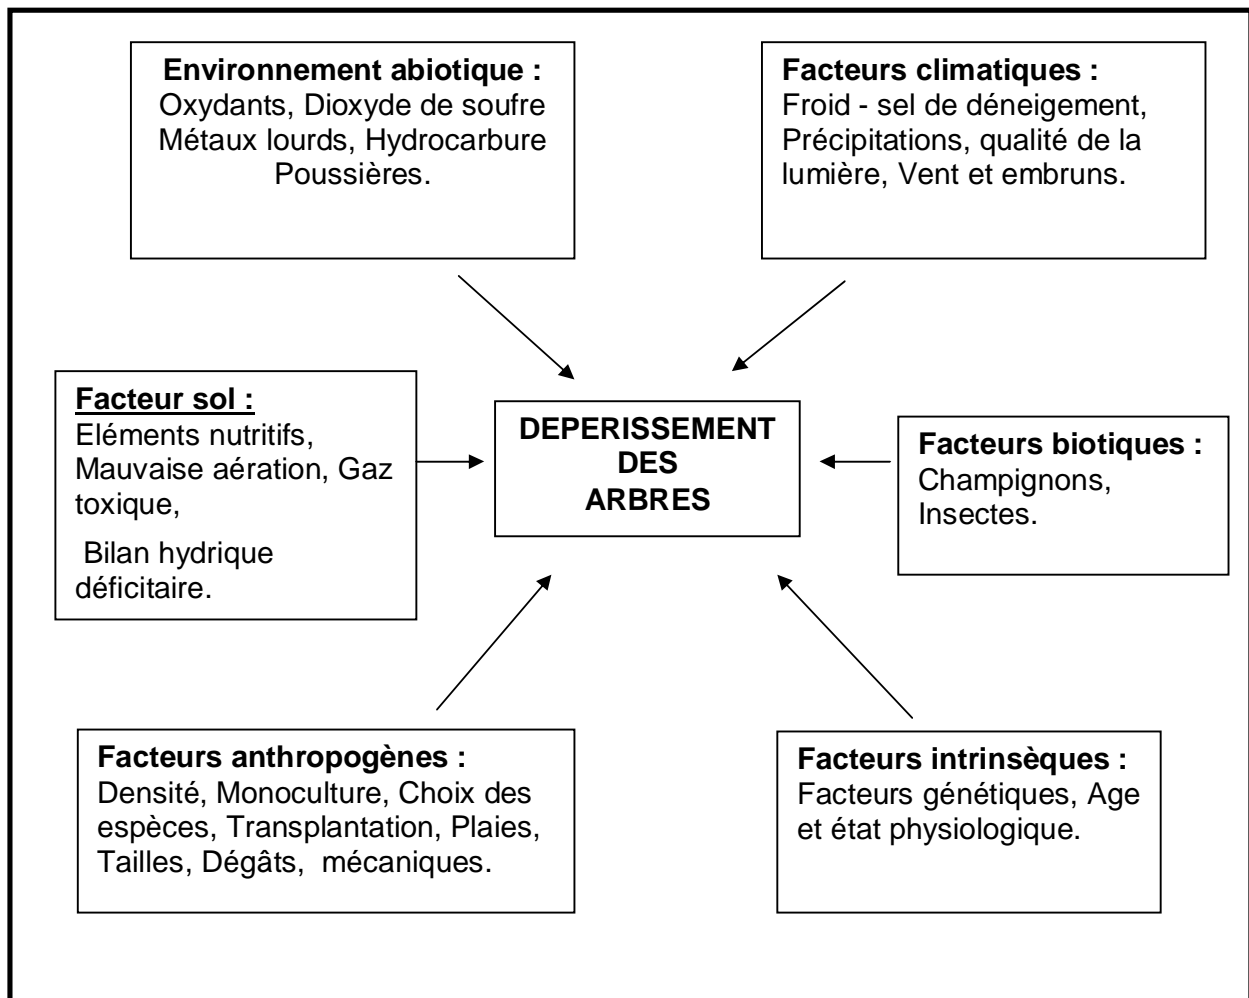 Environnement abiotique :
Oxydants, Dioxyde de soufre
Métaux lourds, Hydrocarbure
Poussières.
Facteurs climatiques :
Froid - sel de déneigement,
Précipitations, qualité de la
lumière, Vent et embruns.
Facteur sol :
Eléments nutritifs,
Mauvaise aération, Gaz
toxique,
Bilan hydrique
déficitaire.
DEPERISSEMENT
DES
ARBRES
Facteurs biotiques :
Champignons,
Insectes.
Facteurs anthropogènes :
Densité, Monoculture, Choix des
espèces, Transplantation, Plaies,
Tailles, Dégâts,  mécaniques.
Facteurs intrinsèques :
Facteurs génétiques, Age
et état physiologique.